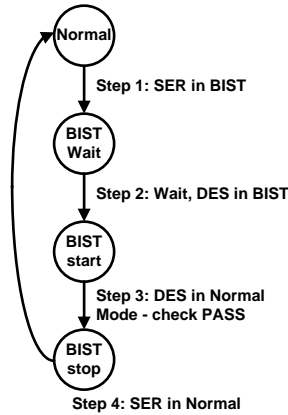 Normal
Step 1: SER in BIST
BIST
Wait
Step 2: Wait, DES in BIST
BIST
start
Step 3: DES in Normal
Mode - check PASS
BIST
stop
Step 4: SER in Normal